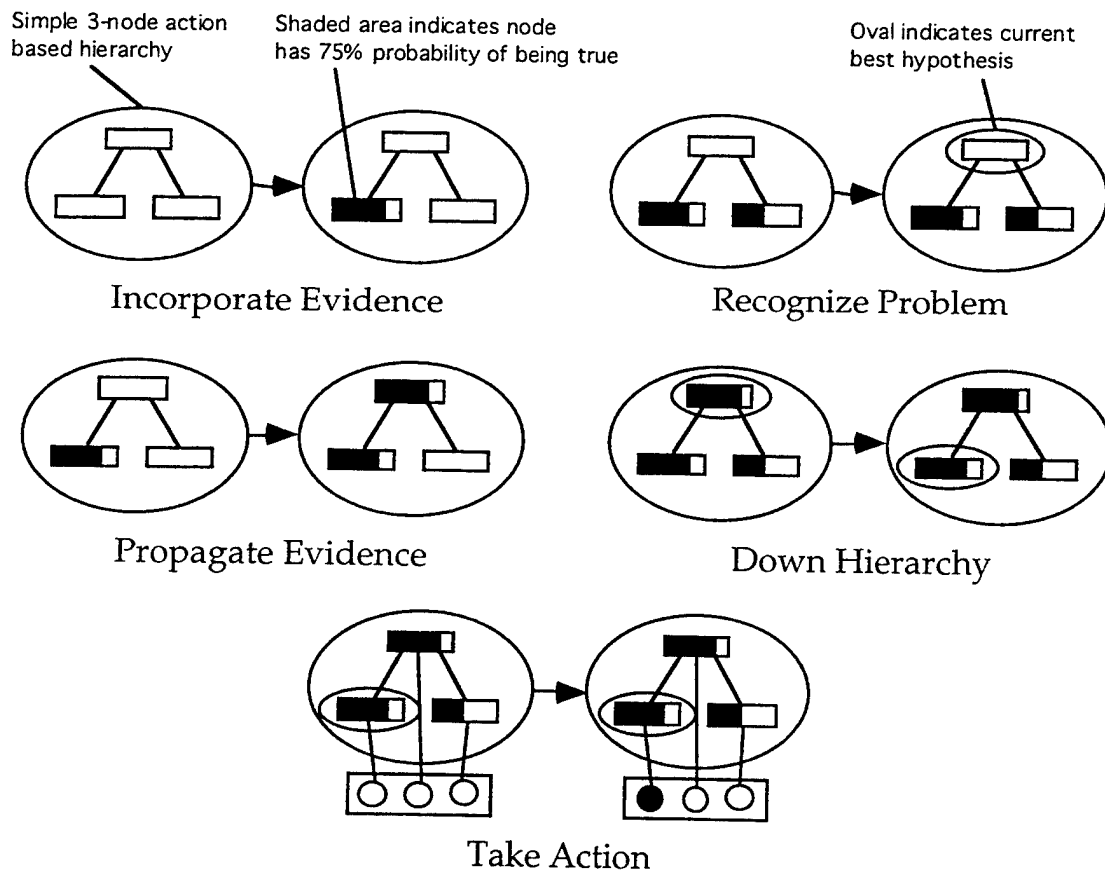 Simple 3-node action
based hierarchy
Shaded area indicates node
has 75% probability of being true
Oval indicates current
best hypothesis
Incorporate Evidence
Recognize Problem
Propagate Evidence
Down Hierarchy
Take Action